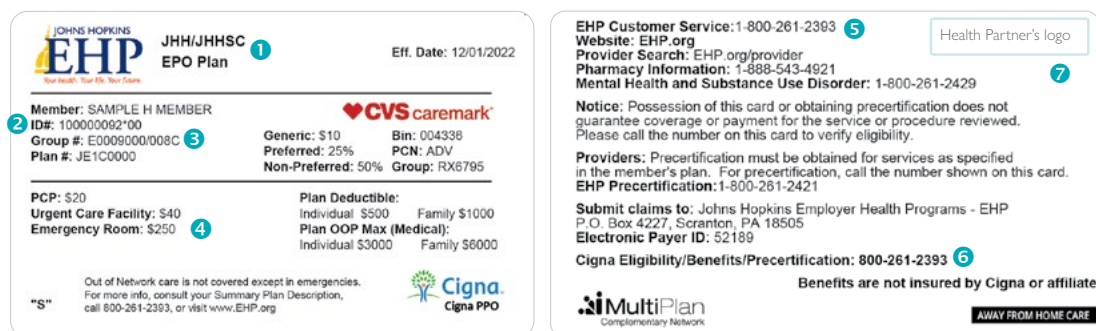 JOHNS HOPKINS
EHP
Your health. Your life. Your future.
JHH/JHHSC
EPO Plan
1
Eff. Date: 12/01/2022
Member: SAMPLE H MEMBER
2 ID#: 100000092*00
Group #: E0009000/008C 3
Plan #: JE1C0000
CVS caremark
Generic: $10 Bin: 004336
Preferred: 25% PCN: ADV
Non-Preferred: 50% Group: RX6795
PCP: $20
Urgent Care Facility: $40
Emergency Room: $250 4
Plan Deductible:
Individual $500 Family $1000
Plan OOP Max (Medical):
Individual $3000 Family $6000
"S"
Out of Network care is not covered except in emergencies.
For more info, consult your Summary Plan Description,
call 800-261-2393, or visit www.EHP.org
Cigna.
Cigna PPO
EHP Customer Service:1-800-261-2393 5
Website: EHP.org
Provider Search: EHP.org/provider
Pharmacy Information: 1-888-543-4921
Mental Health and Substance Use Disorder: 1-800-261-2429
Health Partner's logo
7
Notice: Possession of this card or obtaining precertification does not
guarantee coverage or payment for the service or procedure reviewed.
Please call the number on this card to verify eligibility.
Providers: Precertification must be obtained for services as specified
in the member's plan. For precertification, call the number shown on this card.
EHP Precertification:1-800-261-2421
Submit claims to: Johns Hopkins Employer Health Programs - EHP
P.O. Box 4227, Scranton, PA 18505
Electronic Payer ID: 52189
Cigna Eligibility/Benefits/Precertification: 800-261-2393 6
Benefits are not insured by Cigna or affiliate
MultiPlan
Complementary Network
AWAY FROM HOME CARE